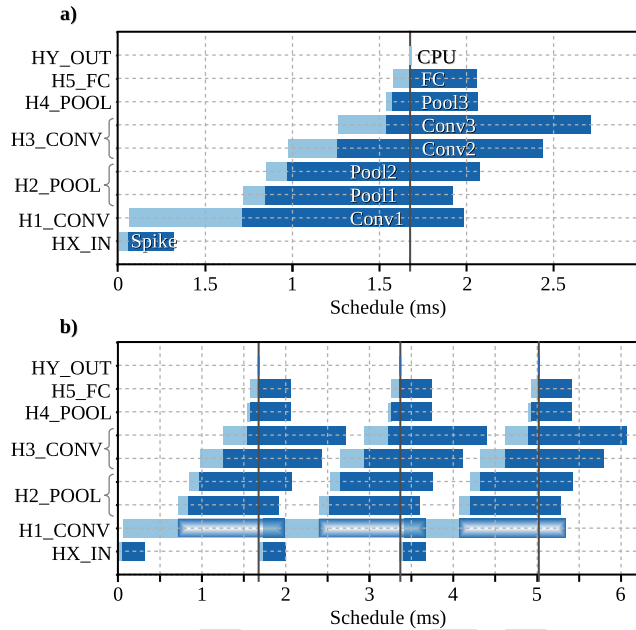 a)
HY_OUT
CPU
H5_FC
FC
H4_POOL
Pool3
H3_CONV
Conv3
Conv2
H2_POOL
Pool2
Pool1
H1_CONV
Conv1
HX_IN
Spike
0 1.5 1 1.5 2 2.5
Schedule (ms)
b)
HY_OUT
H5_FC
H4_POOL
H3_CONV
H2_POOL
H1_CONV
HX_IN
0 1 2 3 4 5 6
Schedule (ms)